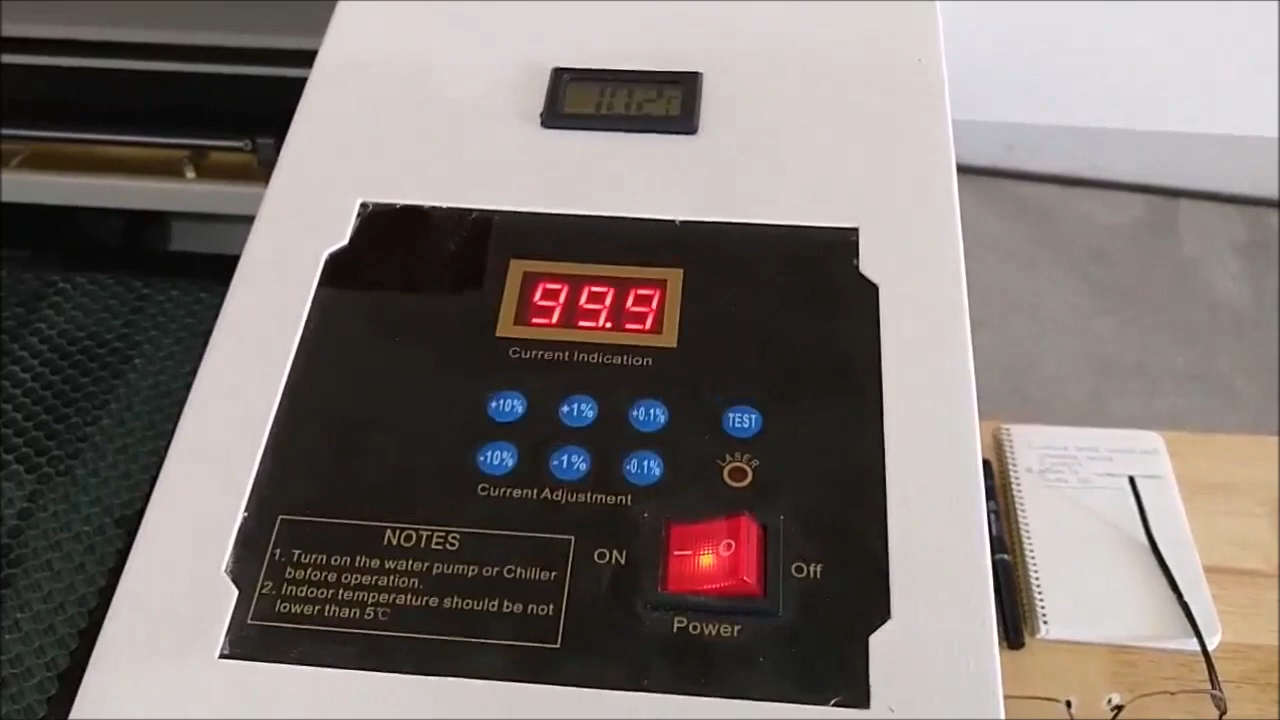 99.9
Current Indication
+10% +1% +0.1% TEST
-10% -1% -0.1% LASER
Current Adjustment
NOTES
1. Turn on the water pump or Chiller
before operation.
2. Indoor temperature should be not
lower than 5℃
ON Off
Power